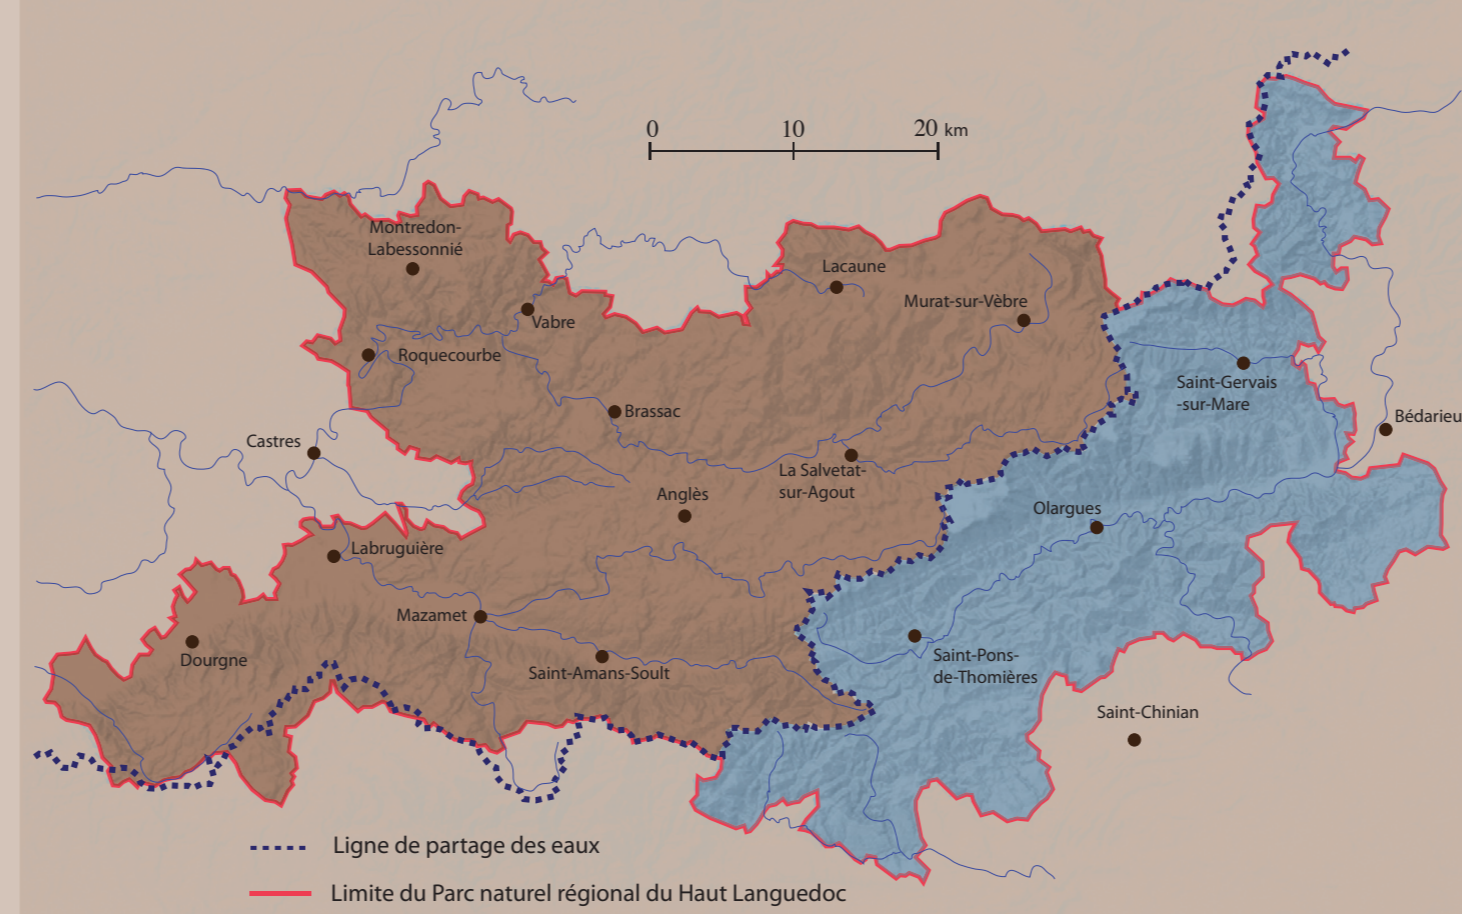 0 10 20 km
Montredon-
Labessonnié
Lacaune
Murat-sur-Vèbre
Vabre
Roquecourbe
Saint-Gervais
-sur-Mare
Brassac
Bédarieu
Castres
La Salvetat-
sur-Agout
Anglès
Olargues
Labruguière
Mazamet
Dourgne
Saint-Amans-Soult
Saint-Pons-
de-Thomières
Saint-Chinian
Ligne de partage des eaux
Limite du Parc naturel régional du Haut Languedoc